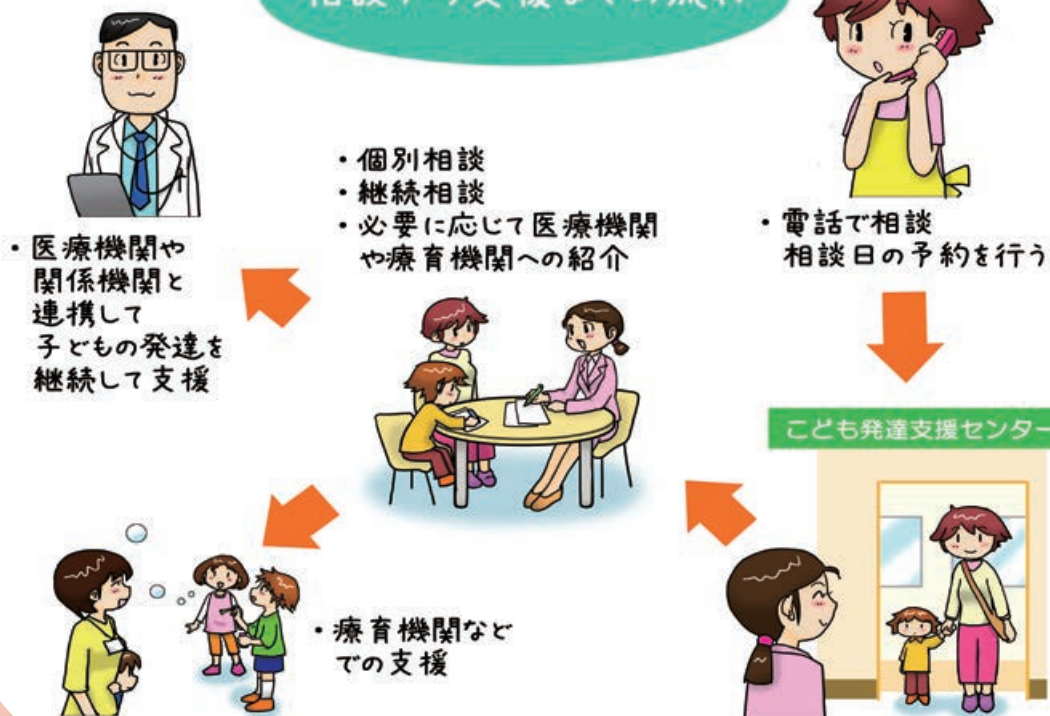 ・電話で相談
相談日の予約を行う
こども発達支援センター
・個別相談
・継続相談
・必要に応じて医療機関
や療育機関への紹介
・医療機関や
関係機関と
連携して
子どもの発達を
継続して支援
・療育機関など
での支援